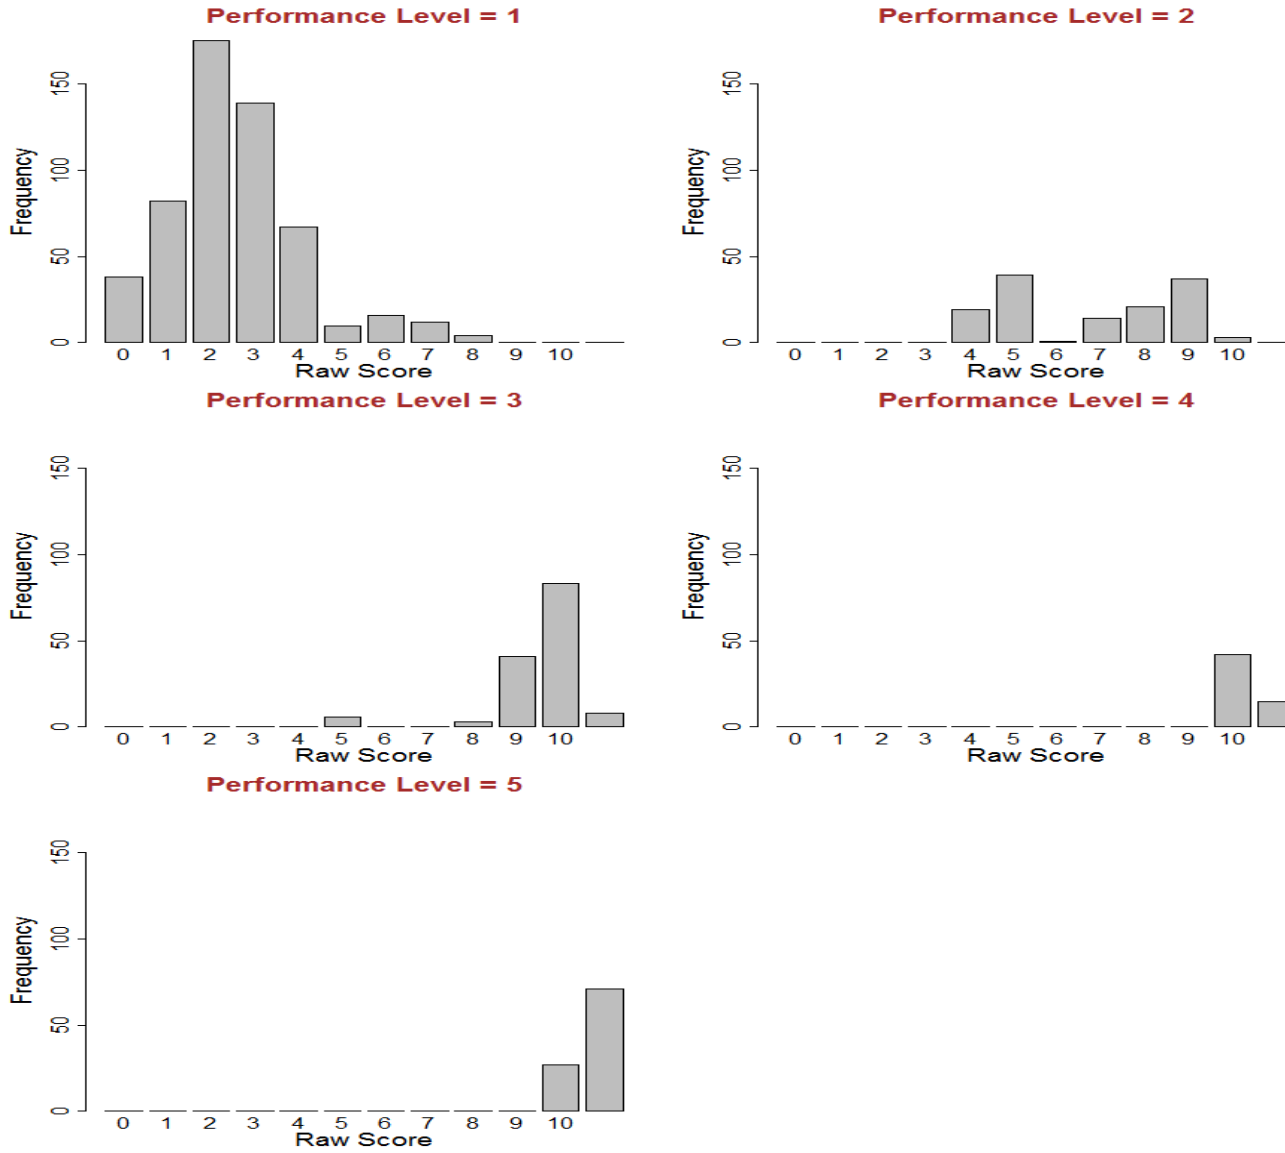 Performance Level = 1
Frequency
0 50 100 150
0 1 2 3 4 5 6 7 8 9 10
Raw Score
Performance Level = 2
Frequency
0 50 100 150
0 1 2 3 4 5 6 7 8 9 10
Raw Score
Performance Level = 3
Frequency
0 50 100 150
0 1 2 3 4 5 6 7 8 9 10
Raw Score
Performance Level = 4
Frequency
0 50 100 150
0 1 2 3 4 5 6 7 8 9 10
Raw Score
Performance Level = 5
Frequency
0 50 100 150
0 1 2 3 4 5 6 7 8 9 10
Raw Score